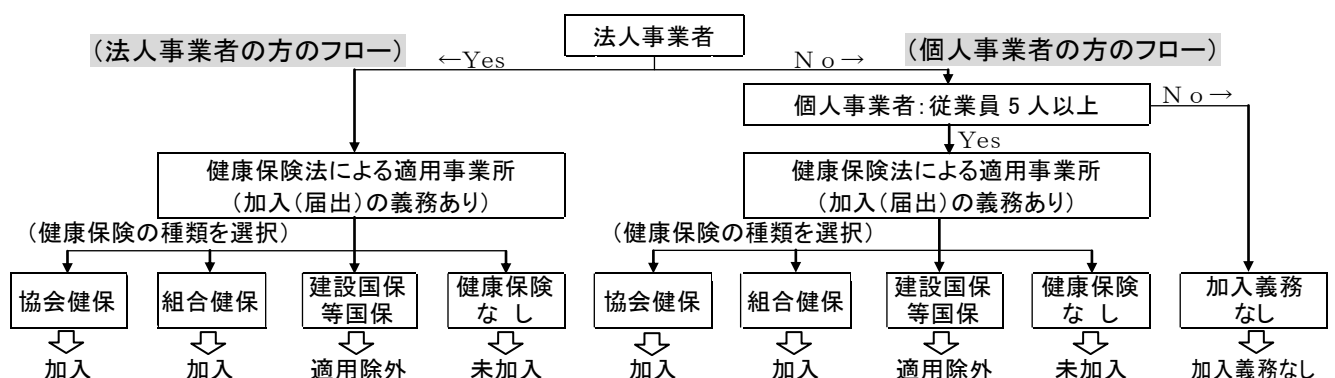 法人事業者
(法人事業者の方のフロー)
←Yes
No→
(個人事業者の方のフロー)
個人事業者:従業員5人以上
No→
Yes
健康保険法による適用事業所
(加入(届出)の義務あり)
健康保険法による適用事業所
(加入(届出)の義務あり)
(健康保険の種類を選択)
(健康保険の種類を選択)
協会健保
組合健保
建設国保
等国保
健康保険
なし
協会健保
組合健保
建設国保
等国保
健康保険
なし
加入義務
なし
加入
加入
適用除外
未加入
加入
加入
適用除外
未加入
加入義務なし